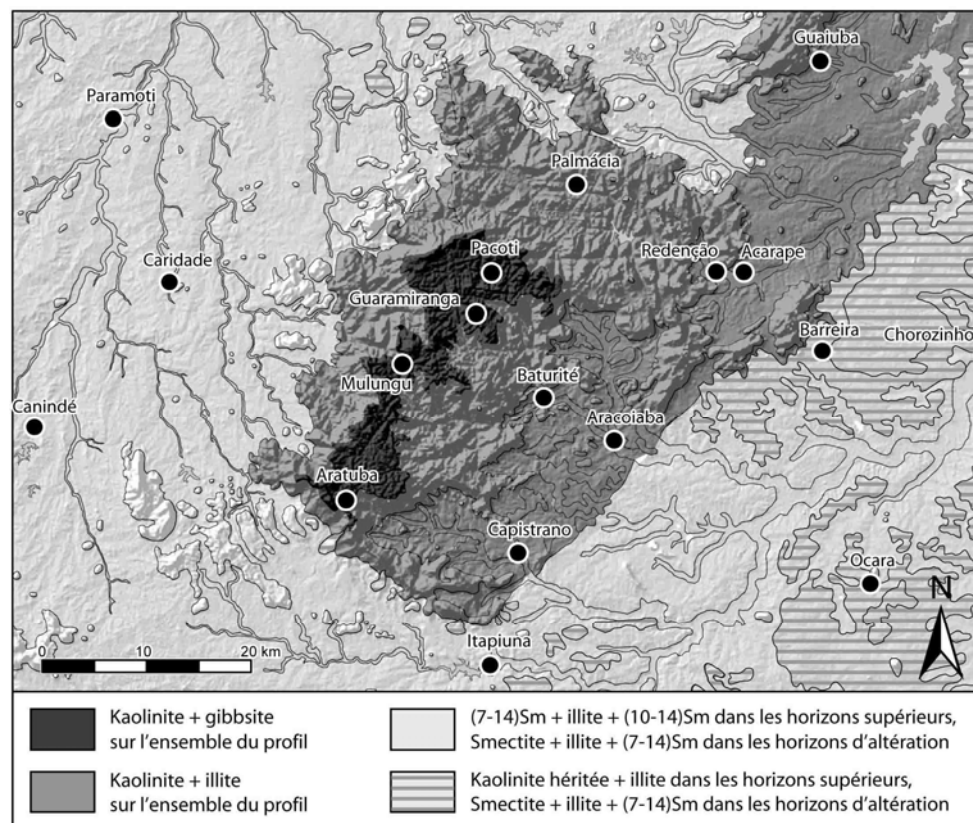 Guaiuba
Paramoti
Palmácia
Pacoti
Redenção
Acarape
Caridade
Guaramiranga
Barreira
Chorozinho
Mulungu
Baturité
Canindé
Aracoiaba
Aratuba
Capistrano
Ocara
N
Itapiuna
0 10 20 km
Kaolinite + gibbsite
sur l'ensemble du profil
(7-14)Sm + illite + (10-14)Sm dans les horizons supérieurs,
Smectite + illite + (7-14)Sm dans les horizons d'altération
Kaolinite + illite
sur l'ensemble du profil
Kaolinite héritée + illite dans les horizons supérieurs,
Smectite + illite + (7-14)Sm dans les horizons d'altération